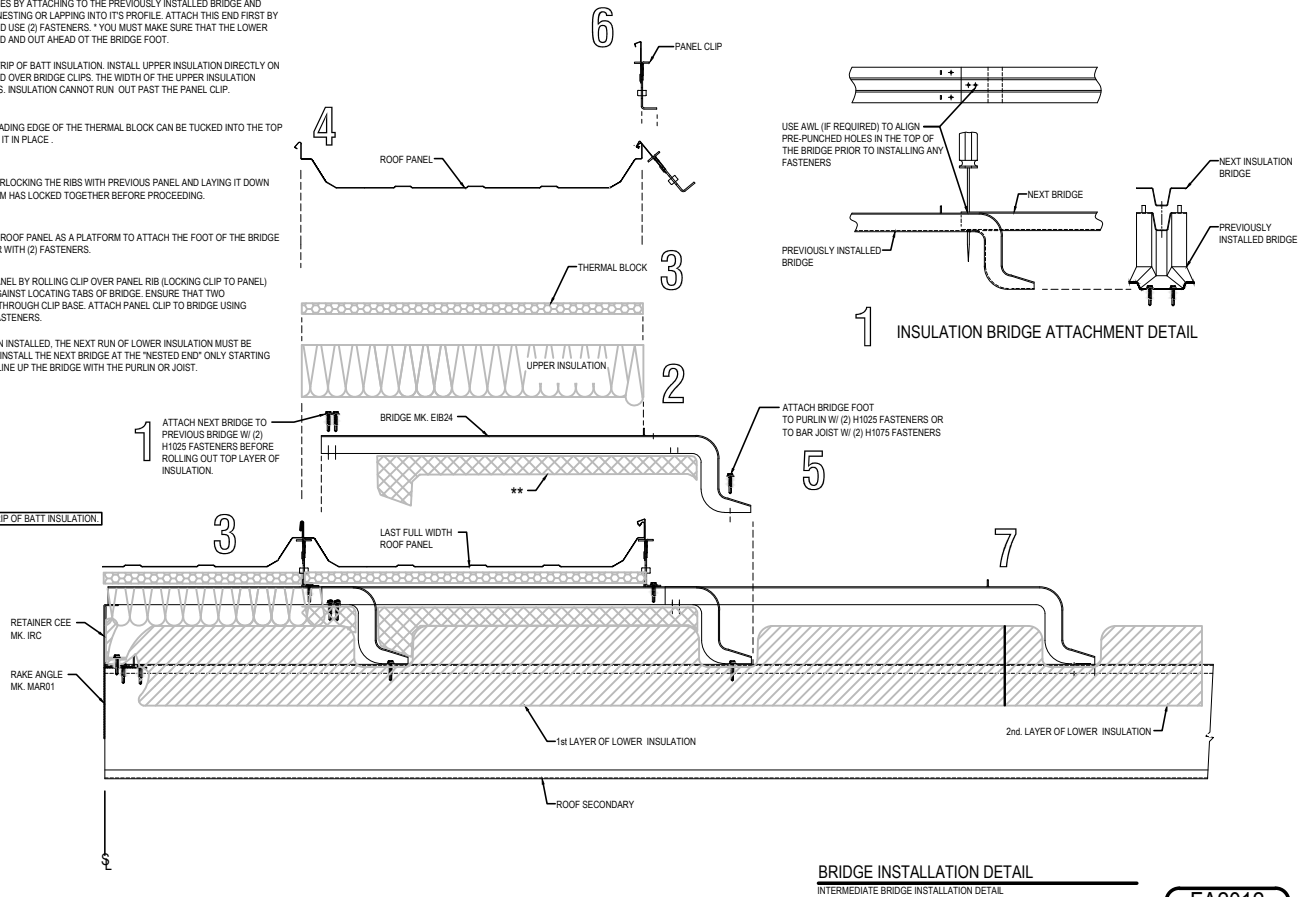 ES BY ATTACHING TO THE PREVIOUSLY INSTALLED BRIDGE AND
NESTING OR LAPPING INTO IT'S PROFILE. ATTACH THIS END FIRST BY
D USE (2) FASTENERS. * YOU MUST MAKE SURE THAT THE LOWER
D AND OUT AHEAD OT THE BRIDGE FOOT.
RIP OF BATT INSULATION. INSTALL UPPER INSULATION DIRECTLY ON
D OVER BRIDGE CLIPS. THE WIDTH OF THE UPPER INSULATION
S. INSULATION CANNOT RUN OUT PAST THE PANEL CLIP.
ADING EDGE OF THE THERMAL BLOCK CAN BE TUCKED INTO THE TOP
IT IN PLACE .
RLOCKING THE RIBS WITH PREVIOUS PANEL AND LAYING IT DOWN
M HAS LOCKED TOGETHER BEFORE PROCEEDING.
ROOF PANEL AS A PLATFORM TO ATTACH THE FOOT OF THE BRIDGE
R WITH (2) FASTENERS.
NEL BY ROLLING CLIP OVER PANEL RIB (LOCKING CLIP TO PANEL)
GAINST LOCATING TABS OF BRIDGE. ENSURE THAT TWO
THROUGH CLIP BASE. ATTACH PANEL CLIP TO BRIDGE USING
ASTENERS.
N INSTALLED, THE NEXT RUN OF LOWER INSULATION MUST BE
INSTALL THE NEXT BRIDGE AT THE "NESTED END" ONLY STARTING
LINE UP THE BRIDGE WITH THE PURLIN OR JOIST.
6
PANEL CLIP
4
ROOF PANEL
USE AWL (IF REQUIRED) TO ALIGN
PRE-PUNCHED HOLES IN THE TOP OF
THE BRIDGE PRIOR TO INSTALLING ANY
FASTENERS
NEXT BRIDGE
PREVIOUSLY INSTALLED
BRIDGE
NEXT INSULATION
BRIDGE
PREVIOUSLY
INSTALLED BRIDGE
1
INSULATION BRIDGE ATTACHMENT DETAIL
THERMAL BLOCK
3
UPPER INSULATION
2
1
ATTACH NEXT BRIDGE TO
PREVIOUS BRIDGE W/ (2)
H1025 FASTENERS BEFORE
ROLLING OUT TOP LAYER OF
INSULATION.
BRIDGE MK. EIB24
ATTACH BRIDGE FOOT
TO PURLIN W/ (2) H1025 FASTENERS OR
TO BAR JOIST W/ (2) H1075 FASTENERS
5
**
IP OF BATT INSULATION.
3
LAST FULL WIDTH
ROOF PANEL
7
RETAINER CEE
MK. IRC
RAKE ANGLE
MK. MAR01
1st LAYER OF LOWER INSULATION
2nd. LAYER OF LOWER INSULATION
ROOF SECONDARY
BRIDGE INSTALLATION DETAIL
INTERMEDIATE BRIDGE INSTALLATION DETAIL